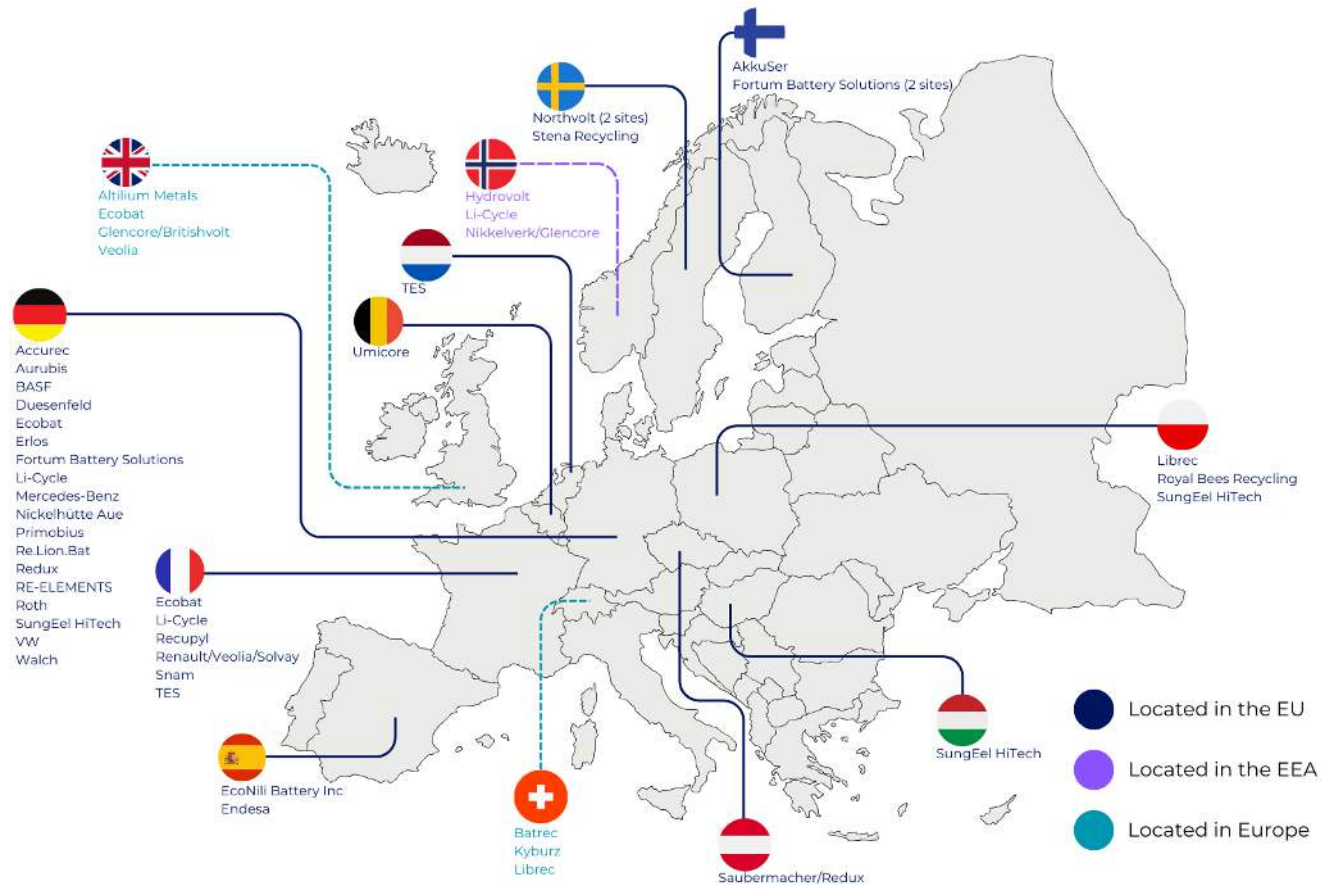 AkkuSer
Fortum Battery Solutions (2 sites)
Northvolt (2 sites)
Stena Recycling
Altilium Metals
Ecobat
Glencore/Britishvolt
Veolia
Hydrovolt
Li-Cycle
Nikkelverk/Glencore
TES
Umicore
Accurec
Aurubis
BASF
Duesenfeld
Ecobat
Erlos
Fortum Battery Solutions
Li-Cycle
Mercedes-Benz
Nickelhütte Aue
Primobius
Re.Lion.Bat
Redux
RE-ELEMENTS
Roth
SungEel HiTech
VW
Walch
Librec
Royal Bees Recycling
SungEel HiTech
Ecobat
Li-Cycle
Recupyl
Renault/Veolia/Solvay
Snam
TES
EcoNili Battery Inc
Endesa
Batrec
Kyburz
Librec
Saubermacher/Redux
SungEel HiTech
Located in the EU
Located in the EEA
Located in Europe